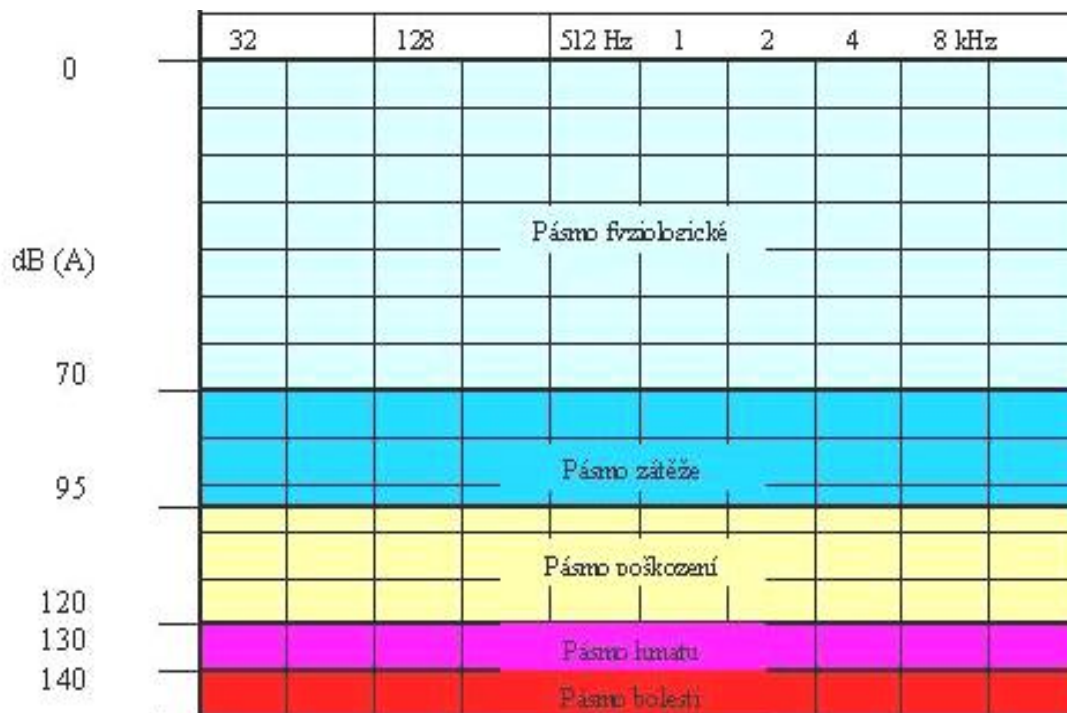 32 128 512 Hz 1 2 4 8 kHz
0
Pásmo fyziologické
dB (A)
70
Pásmo zátěže
95
Pásmo poškození
120
130
Pásmo hmatu
140
Pásmo bolesti